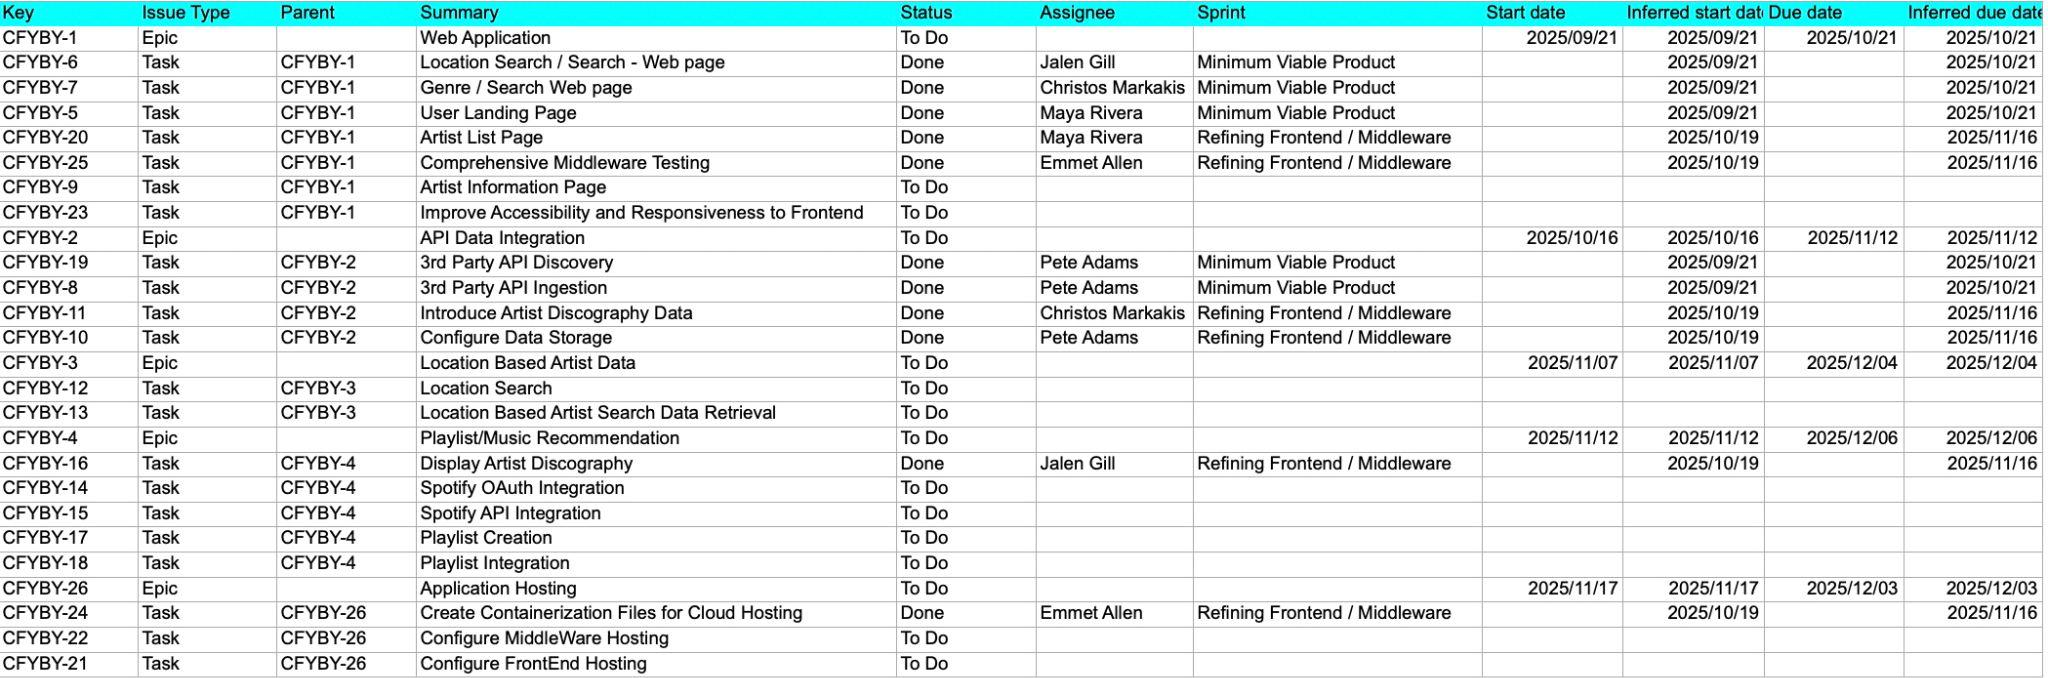 Key Issue Type Parent Summary Status Assignee Sprint Start date Inferred start date Due date Inferred due date
CFYBY-1 Epic Web Application To Do 2025/09/21 2025/09/21 2025/10/21 2025/10/21
CFYBY-6 Task CFYBY-1 Location Search / Search - Web page Done Jalen Gill Minimum Viable Product 2025/09/21 2025/10/21
CFYBY-7 Task CFYBY-1 Genre / Search Web page Done Christos Markakis Minimum Viable Product 2025/09/21 2025/10/21
CFYBY-5 Task CFYBY-1 User Landing Page Done Maya Rivera Minimum Viable Product 2025/09/21 2025/10/21
CFYBY-20 Task CFYBY-1 Artist List Page Done Maya Rivera Refining Frontend / Middleware 2025/10/19 2025/11/16
CFYBY-25 Task CFYBY-1 Comprehensive Middleware Testing Done Emmet Allen Refining Frontend / Middleware 2025/10/19 2025/11/16
CFYBY-9 Task CFYBY-1 Artist Information Page To Do
CFYBY-23 Task CFYBY-1 Improve Accessibility and Responsiveness to Frontend To Do
CFYBY-2 Epic API Data Integration To Do 2025/10/16 2025/10/16 2025/11/12 2025/11/12
CFYBY-19 Task CFYBY-2 3rd Party API Discovery Done Pete Adams Minimum Viable Product 2025/09/21 2025/10/21
CFYBY-8 Task CFYBY-2 3rd Party API Ingestion Done Pete Adams Minimum Viable Product 2025/09/21 2025/10/21
CFYBY-11 Task CFYBY-2 Introduce Artist Discography Data Done Christos Markakis Refining Frontend / Middleware 2025/10/19 2025/11/16
CFYBY-10 Task CFYBY-2 Configure Data Storage Done Pete Adams Refining Frontend / Middleware 2025/10/19 2025/11/16
CFYBY-3 Epic Location Based Artist Data To Do 2025/11/07 2025/11/07 2025/12/04 2025/12/04
CFYBY-12 Task CFYBY-3 Location Search To Do
CFYBY-13 Task CFYBY-3 Location Based Artist Search Data Retrieval To Do
CFYBY-4 Epic Playlist/Music Recommendation To Do 2025/11/12 2025/11/12 2025/12/06 2025/12/06
CFYBY-16 Task CFYBY-4 Display Artist Discography Done Jalen Gill Refining Frontend / Middleware 2025/10/19 2025/11/16
CFYBY-14 Task CFYBY-4 Spotify OAuth Integration To Do
CFYBY-15 Task CFYBY-4 Spotify API Integration To Do
CFYBY-17 Task CFYBY-4 Playlist Creation To Do
CFYBY-18 Task CFYBY-4 Playlist Integration To Do
CFYBY-26 Epic Application Hosting To Do 2025/11/17 2025/11/17 2025/12/03 2025/12/03
CFYBY-24 Task CFYBY-26 Create Containerization Files for Cloud Hosting Done Emmet Allen Refining Frontend / Middleware 2025/10/19 2025/11/16
CFYBY-22 Task CFYBY-26 Configure MiddleWare Hosting To Do
CFYBY-21 Task CFYBY-26 Configure FrontEnd Hosting To Do